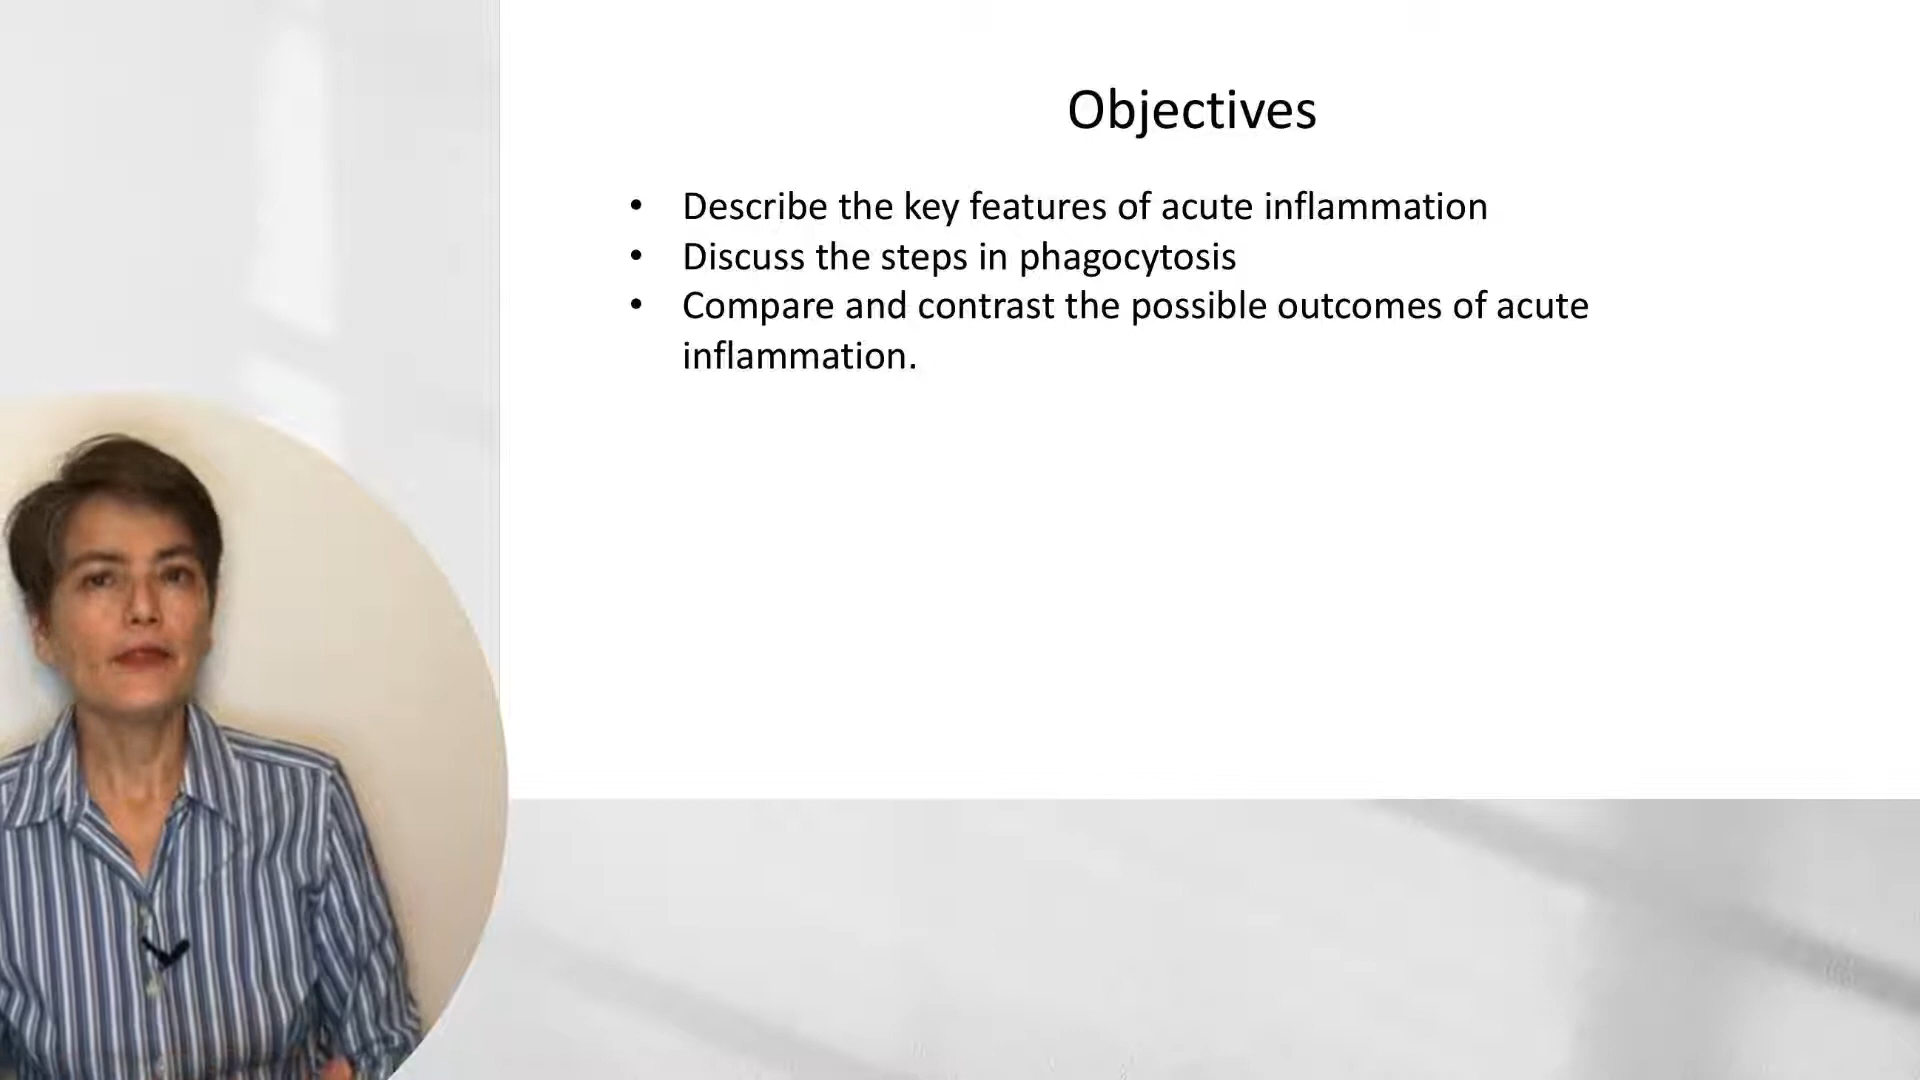 Objectives
• Describe the key features of acute inflammation
• Discuss the steps in phagocytosis
• Compare and contrast the possible outcomes of acute
inflammation.